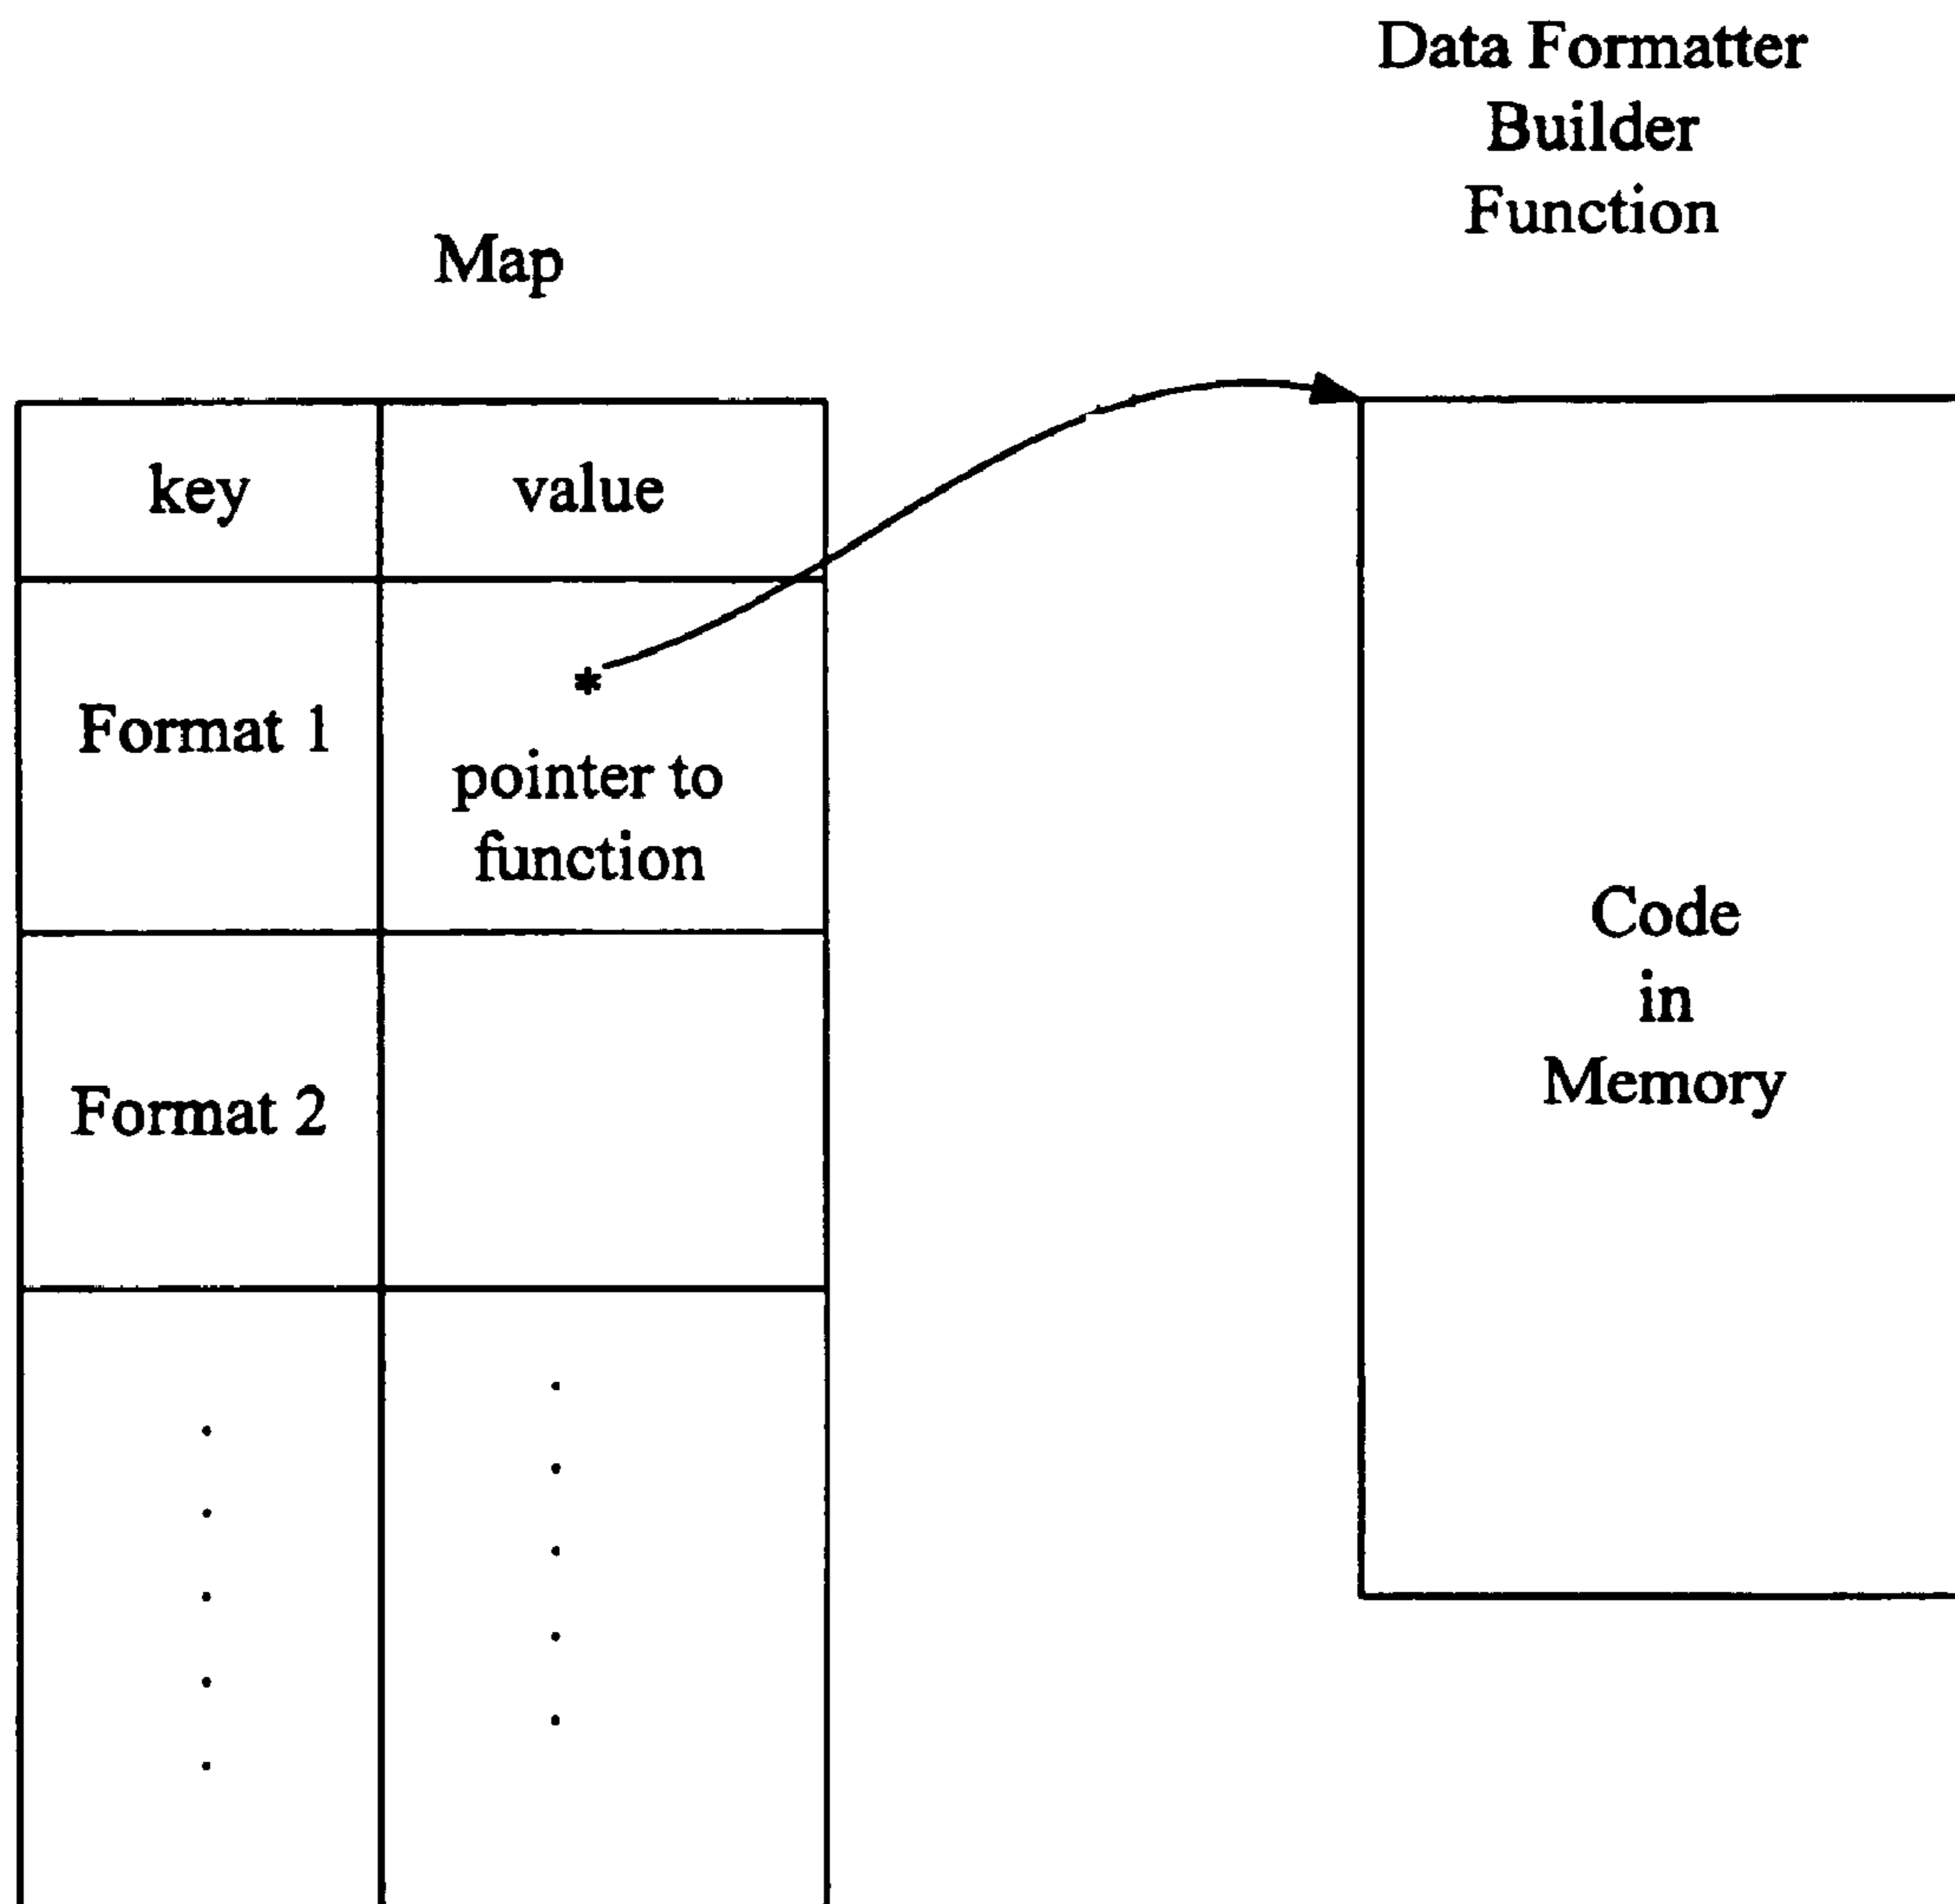 Data Formatter
Builder
Function
Map
key
value
Format 1
*
pointer to
function
Format 2
Code
in
Memory